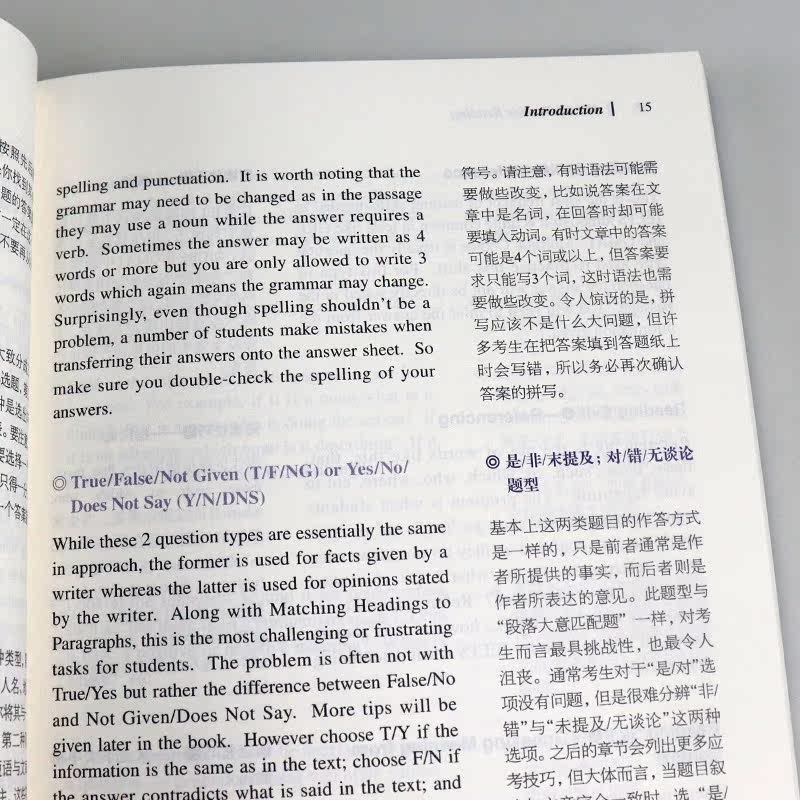 Introduction
15
spelling and punctuation. It is worth noting that the
grammar may need to be changed as in the passage
they may use a noun while the answer requires a
verb. Sometimes the answer may be written as 4
words or more but you are only allowed to write 3
words which again means the grammar may change.
Surprisingly, even though spelling shouldn't be a
problem, a number of students make mistakes when
transferring their answers onto the answer sheet. So
make sure you double-check the spelling of your
answers.
◎ True/False/Not Given (T/F/NG) or Yes/No/
Does Not Say (Y/N/DNS)
While these 2 question types are essentially the same
in approach, the former is used for facts given by a
writer whereas the latter is used for opinions stated
by the writer. Along with Matching Headings to
Paragraphs, this is the most challenging or frustrating
tasks for students. The problem is often not with
True/Yes but rather the difference between False/No
and Not Given/Does Not Say. More tips will be
given later in the book. However choose T/Y if the
information is the same as in the text; choose F/N if
the answer contradicts what is said in the text; and
符号。请注意，有时语法可能需
要做些改变，比如说答案在文
章中是名词，在回答时却可能
要填入动词。有时文章中的答案
可能是4个词或以上，但答案要
求只能写3个词，这时语法也需
要做些改变。令人惊讶的是，拼
写应该不是什么大问题，但许
多考生在把答案填到答题纸上
时会写错，所以务必再次确认
答案的拼写。
◎ 是/非/未提及；对/错/无谈论
题型
基本上这两类题目的作答方式
是一样的，只是前者通常是作
者所提供的事实，而后者则是
作者所表达的意见。此题型与
“段落大意匹配题”一样，对考
生而言最具挑战性，也最令人
沮丧。通常考生对于“是/对”选
项没有问题，但是很难分辨“非/
错”与“未提及/无谈论”这两种
选项。之后的章节会列出更多应
考技巧，但大体而言，当题目叙